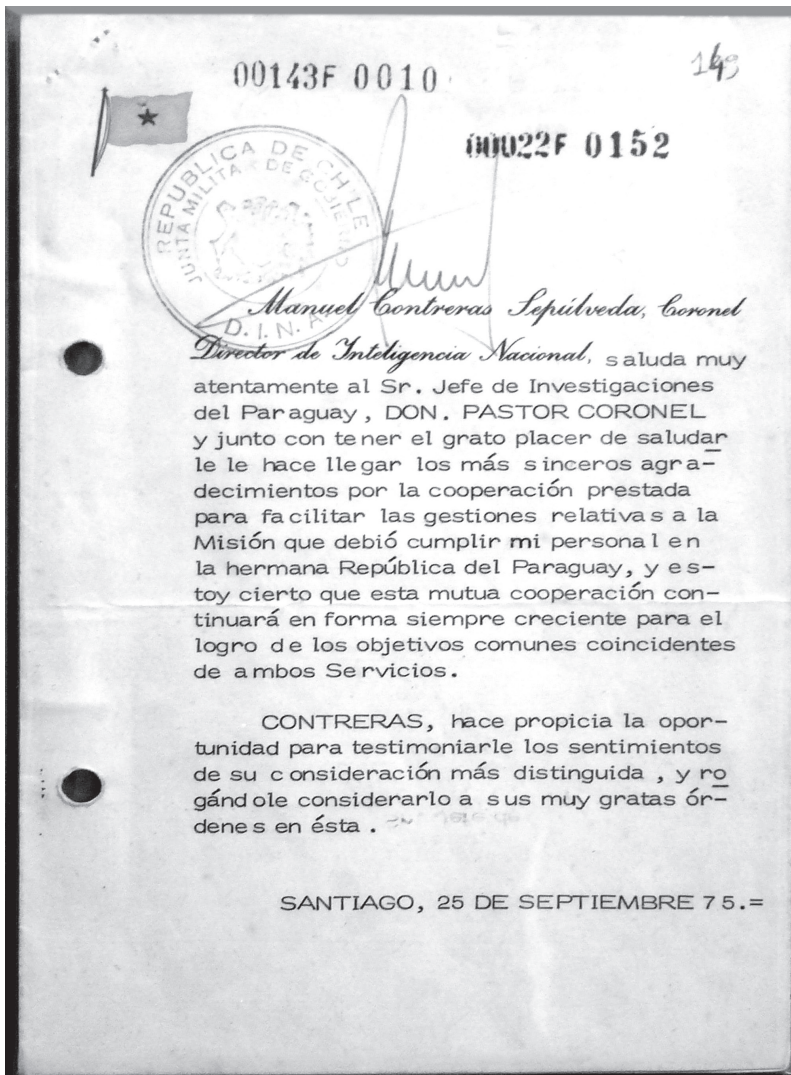 00143F 0010
149
00022F 0152
REPUBLICA DE CHILE
JUNTA MILITAR DE GOBIERNO
D.I.N.A.
Manuel Contreras Sepúlveda, Coronel
Director de Inteligencia Nacional, saluda muy
atentamente al Sr. Jefe de Investigaciones
del Paraguay, DON. PASTOR CORONEL
y junto con tener el grato placer de saludar
le le hace llegar los más sinceros agra-
decimientos por la cooperación prestada
para facilitar las gestiones relativas a la
Misión que debió cumplir mi personal en
la hermana República del Paraguay, y es-
toy cierto que esta mutua cooperación con-
tinuará en forma siempre creciente para el
logro de los objetivos comunes coincidentes
de ambos Servicios.
CONTRERAS, hace propicia la opor-
tunidad para testimoniarle los sentimientos
de su consideración más distinguida, y ro
gándole considerarlo a sus muy gratas ór-
denes en ésta.
SANTIAGO, 25 DE SEPTIEMBRE 75.=